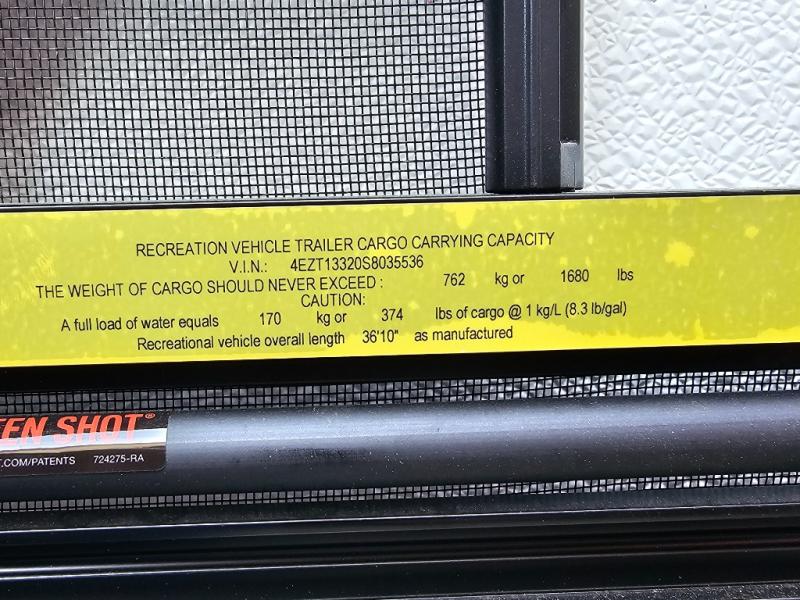 RECREATION VEHICLE TRAILER CARGO CARRYING CAPACITY
V.I.N.: 4EZT13320S8035536
THE WEIGHT OF CARGO SHOULD NEVER EXCEED : 762 kg or 1680 lbs
CAUTION:
A full load of water equals 170 kg or 374 lbs of cargo @ 1 kg/L (8.3 lb/gal)
Recreational vehicle overall length 36'10" as manufactured
EEN SHOT®
T.COM/PATENTS 724275-RA